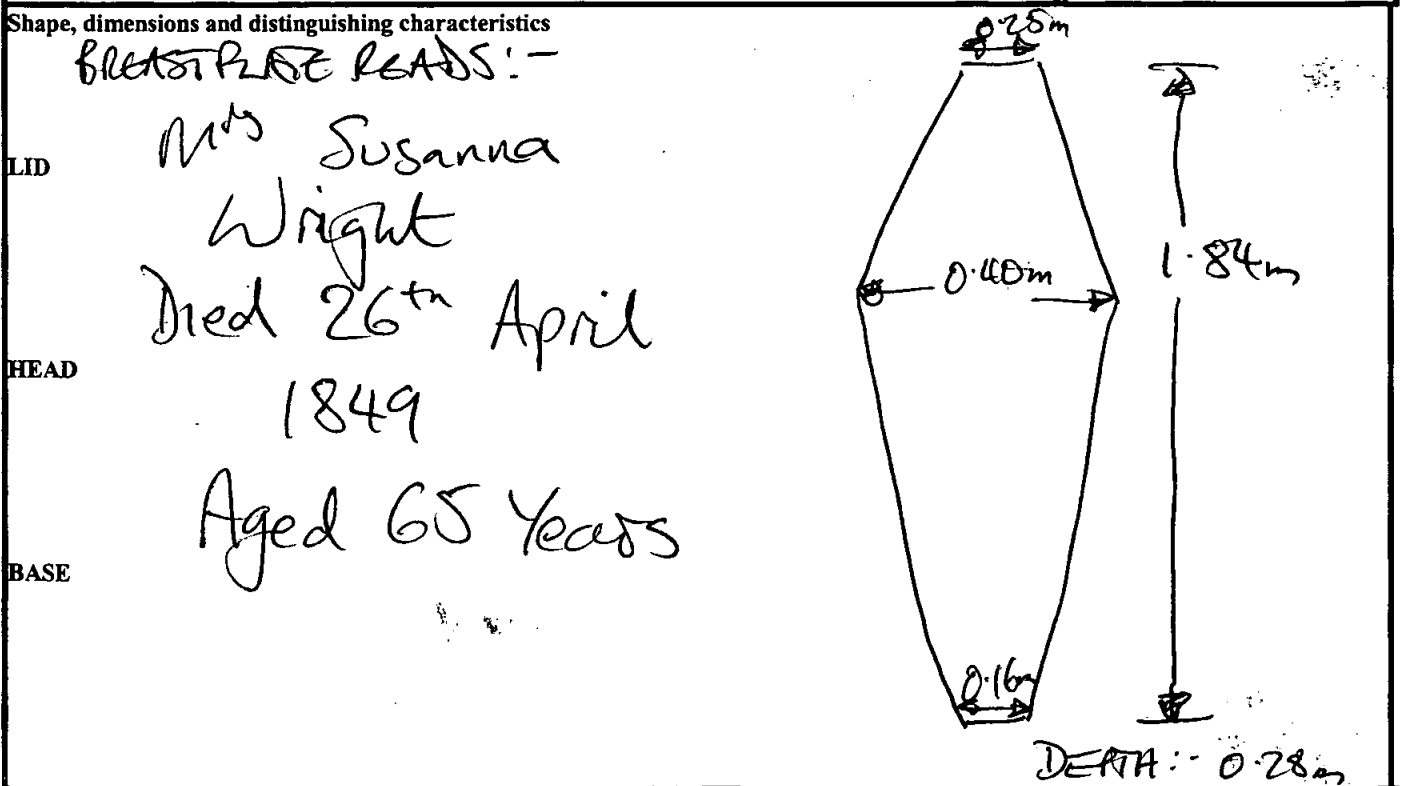 Shape, dimensions and distinguishing characteristics
BREASTPLATE READS:-
LID
Mrs Susanna
Wright
HEAD
Died 26th April
1849
BASE
Aged 65 Years
0.25m
0.40m
1.84m
0.16m
DEPTH:- 0.28m